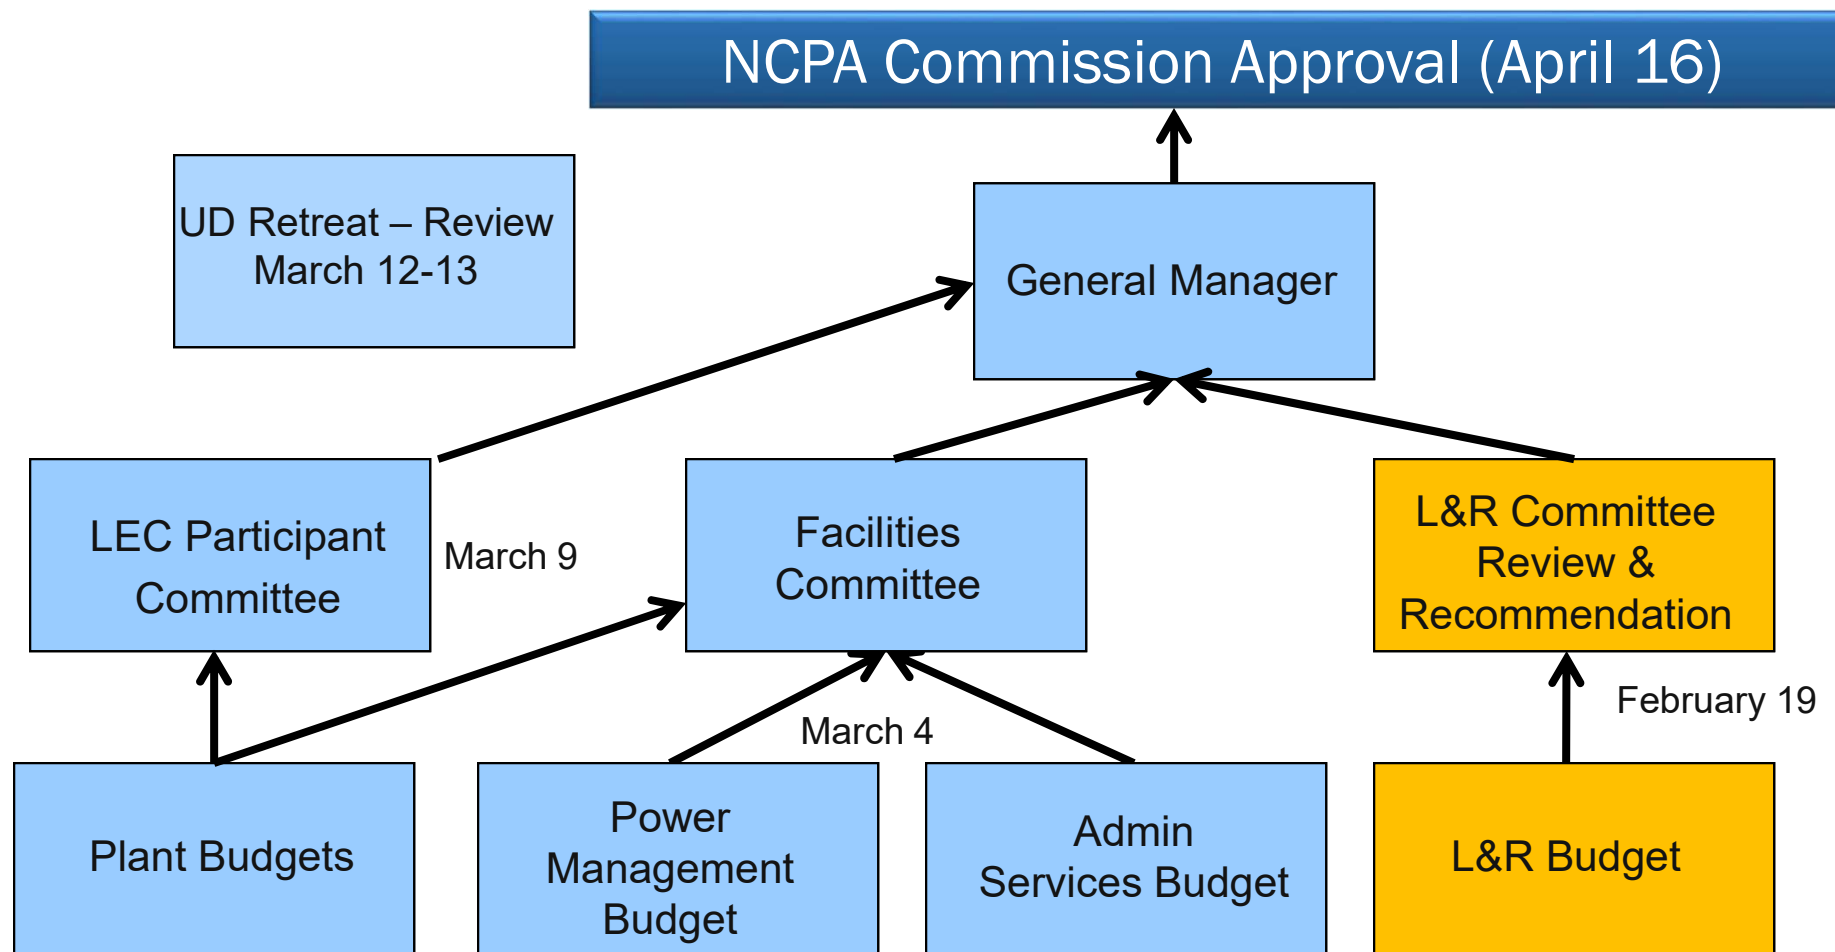 NCPA Commission Approval (April 16)
UD Retreat – Review
March 12-13
General Manager
LEC Participant
Committee
March 9
Facilities
Committee
L&R Committee
Review &
Recommendation
March 4
February 19
Plant Budgets
Power
Management
Budget
Admin
Services Budget
L&R Budget